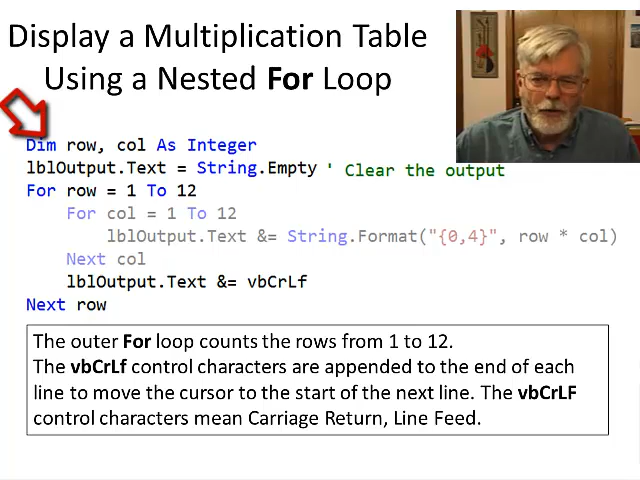 Display a Multiplication Table
Using a Nested For Loop
Dim row, col As Integer
lblOutput.Text = String.Empty ' Clear the output
For row = 1 To 12
For col = 1 To 12
lblOutput.Text &= String.Format("{0,4}", row * col)
Next col
lblOutput.Text &= vbCrLf
Next row
The outer For loop counts the rows from 1 to 12.
The vbCrLf control characters are appended to the end of each
line to move the cursor to the start of the next line. The vbCrLF
control characters mean Carriage Return, Line Feed.